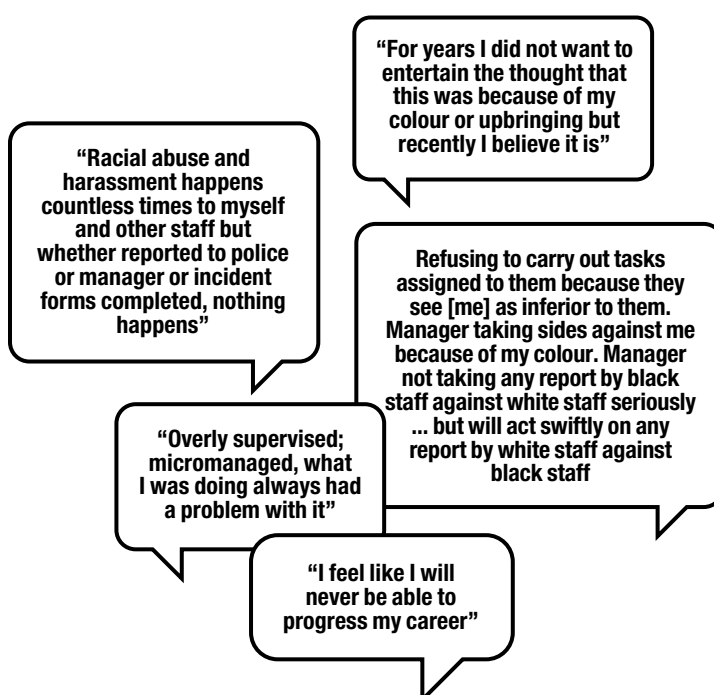 “For years I did not want to
entertain the thought that
this was because of my
colour or upbringing but
recently I believe it is”
“Racial abuse and
harassment happens
countless times to myself
and other staff but
whether reported to police
or manager or incident
forms completed, nothing
happens”
Refusing to carry out tasks
assigned to them because they
see [me] as inferior to them.
Manager taking sides against me
because of my colour. Manager
not taking any report by black
staff against white staff seriously
... but will act swiftly on any
report by white staff against
black staff
“Overly supervised;
micromanaged, what
I was doing always had
a problem with it”
“I feel like I will
never be able to
progress my career”